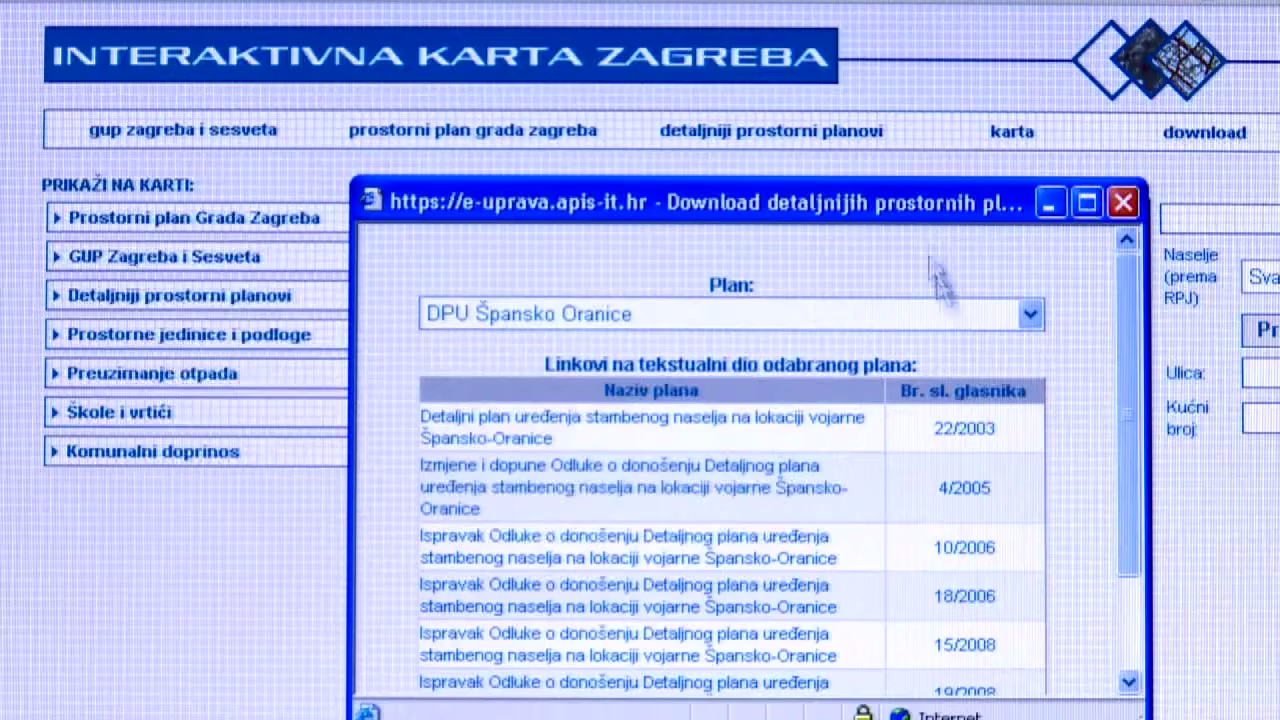 INTERAKTIVNA KARTA ZAGREBA
gup zagreba i sesveta
prostorni plan grada zagreba
detaljniji prostorni planovi
karta
download
PRIKAŽI NA KARTI:
Prostorni plan Grada Zagreba
GUP Zagreba i Sesveta
Detaljniji prostorni planovi
Prostorne jedinice i podloge
Preuzimanje otpada
Škole i vrtići
Komunalni doprinos
https://e-uprava.apis-it.hr - Download detaljnijih prostornih pl...
Plan:
DPU Špansko Oranice
Linkovi na tekstualni dio odabranog plana:
Naziv plana
Br. sl. glasnika
Detaljni plan uređenja stambenog naselja na lokaciji vojarne
Špansko-Oranice
22/2003
Izmjene i dopune Odluke o donošenju Detaljnog plana
uređenja stambenog naselja na lokaciji vojarne Špansko-
Oranice
4/2005
Ispravak Odluke o donošenju Detaljnog plana uređenja
stambenog naselja na lokaciji vojarne Špansko-Oranice
10/2006
Ispravak Odluke o donošenju Detaljnog plana uređenja
stambenog naselja na lokaciji vojarne Špansko-Oranice
18/2006
Ispravak Odluke o donošenju Detaljnog plana uređenja
stambenog naselja na lokaciji vojarne Špansko-Oranice
15/2008
Ispravak Odluke o donošenju Detaljnog plana uređenja
19/2008
Internet
Naselje
(prema
RPJ)
Sva
Pr
Ulica:
Kućni
broj: